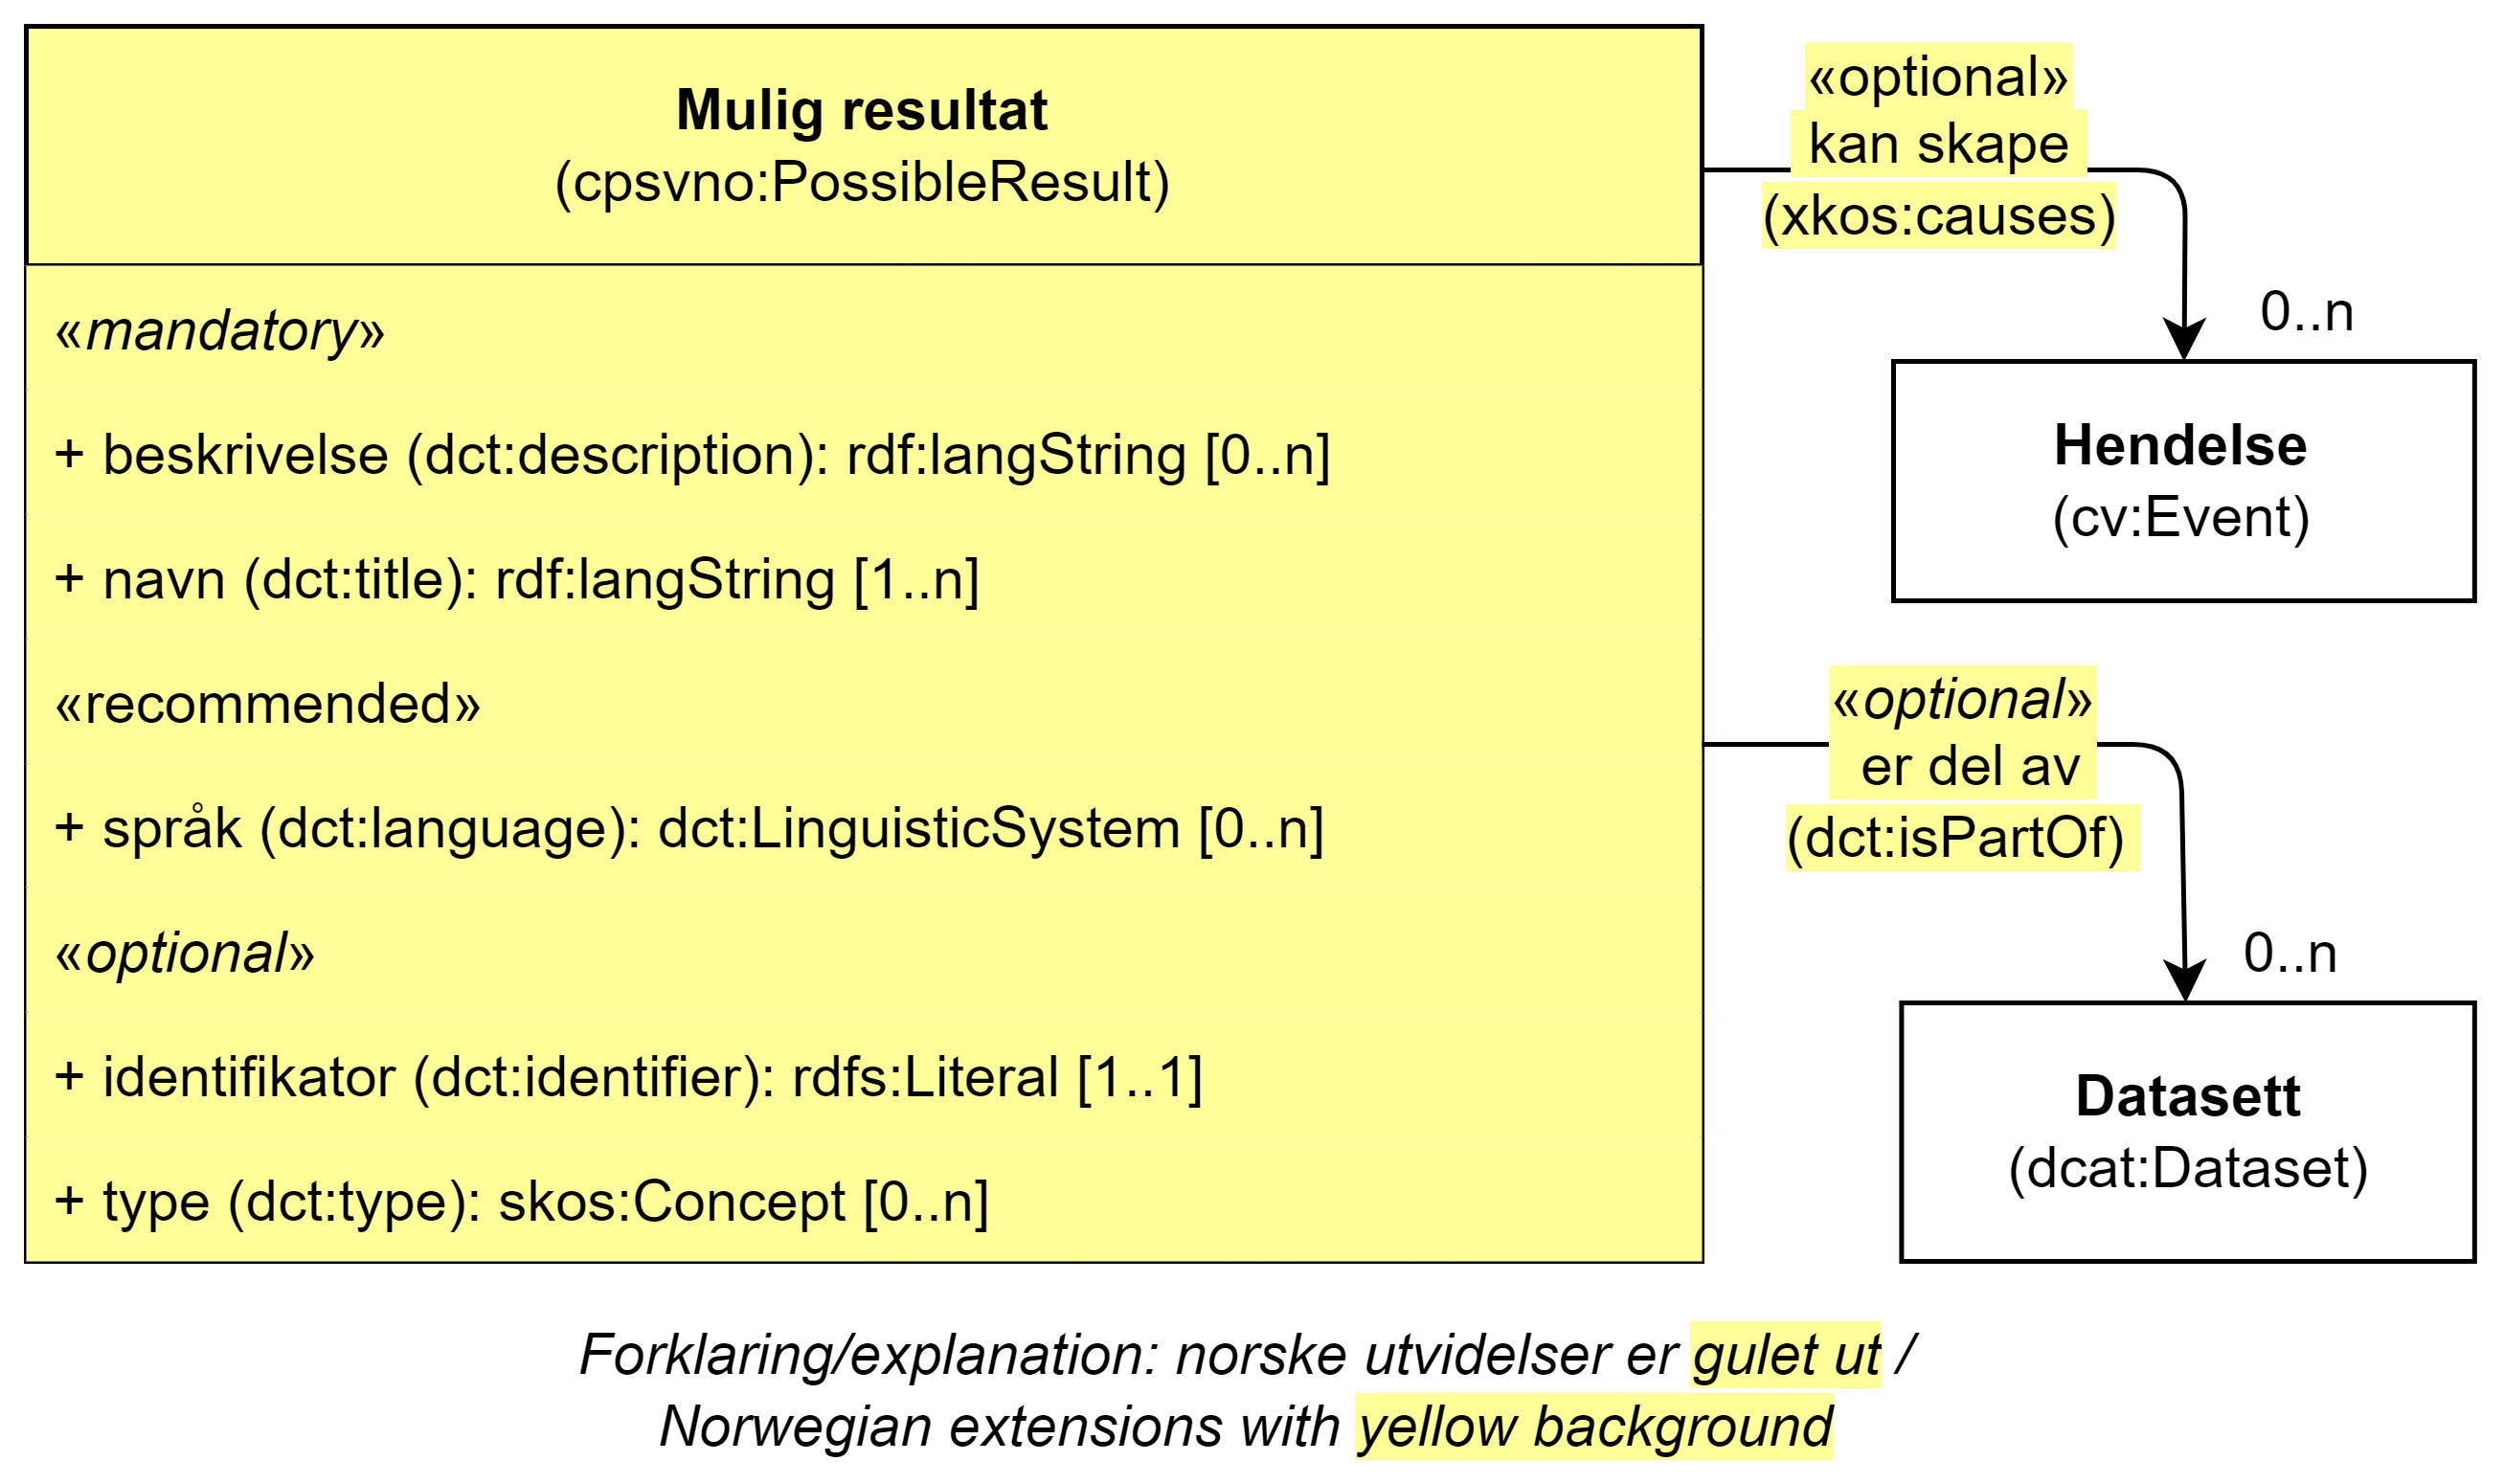 Mulig resultat
(cpsvno:PossibleResult)
«mandatory»
+ beskrivelse (dct:description): rdf:langString [0..n]
+ navn (dct:title): rdf:langString [1..n]
«recommended»
+ språk (dct:language): dct:LinguisticSystem [0..n]
«optional»
+ identifikator (dct:identifier): rdfs:Literal [1..1]
+ type (dct:type): skos:Concept [0..n]
«optional»
kan skape
(xkos:causes)
0..n
Hendelse
(cv:Event)
«optional»
er del av
(dct:isPartOf)
0..n
Datasett
(dcat:Dataset)
Forklaring/explanation: norske utvidelser er gulet ut /
Norwegian extensions with yellow background